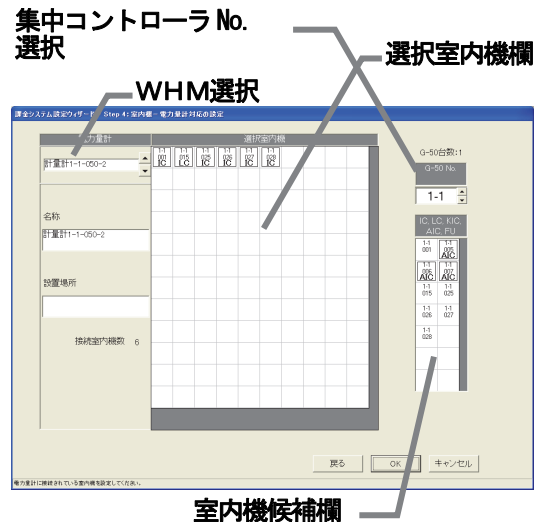 集中コントローラ No.
選択
選択室内機欄
WHM選択
課金システム設定ウィザード Step 4: 室内機－電力量計対応の設定
電力量計
選択室内機
計量計1-1-050-2
1-1 001 IC
1-1 015 LC
1-1 025 IC
1-1 026 IC
1-1 027 IC
1-1 028 IC
G-50台数:1
G-50 No.
1-1
名称
計量計1-1-050-2
IC, LC, KIC,
AIC, FU
1-1 001
1-1 005 AIC
1-1 006 AIC
1-1 007 AIC
1-1 015
1-1 025
1-1 026
1-1 027
1-1 028
設置場所
接続室内機数 6
戻る
OK
キャンセル
電力量計に接続されている室内機を設定してください。
室内機候補欄